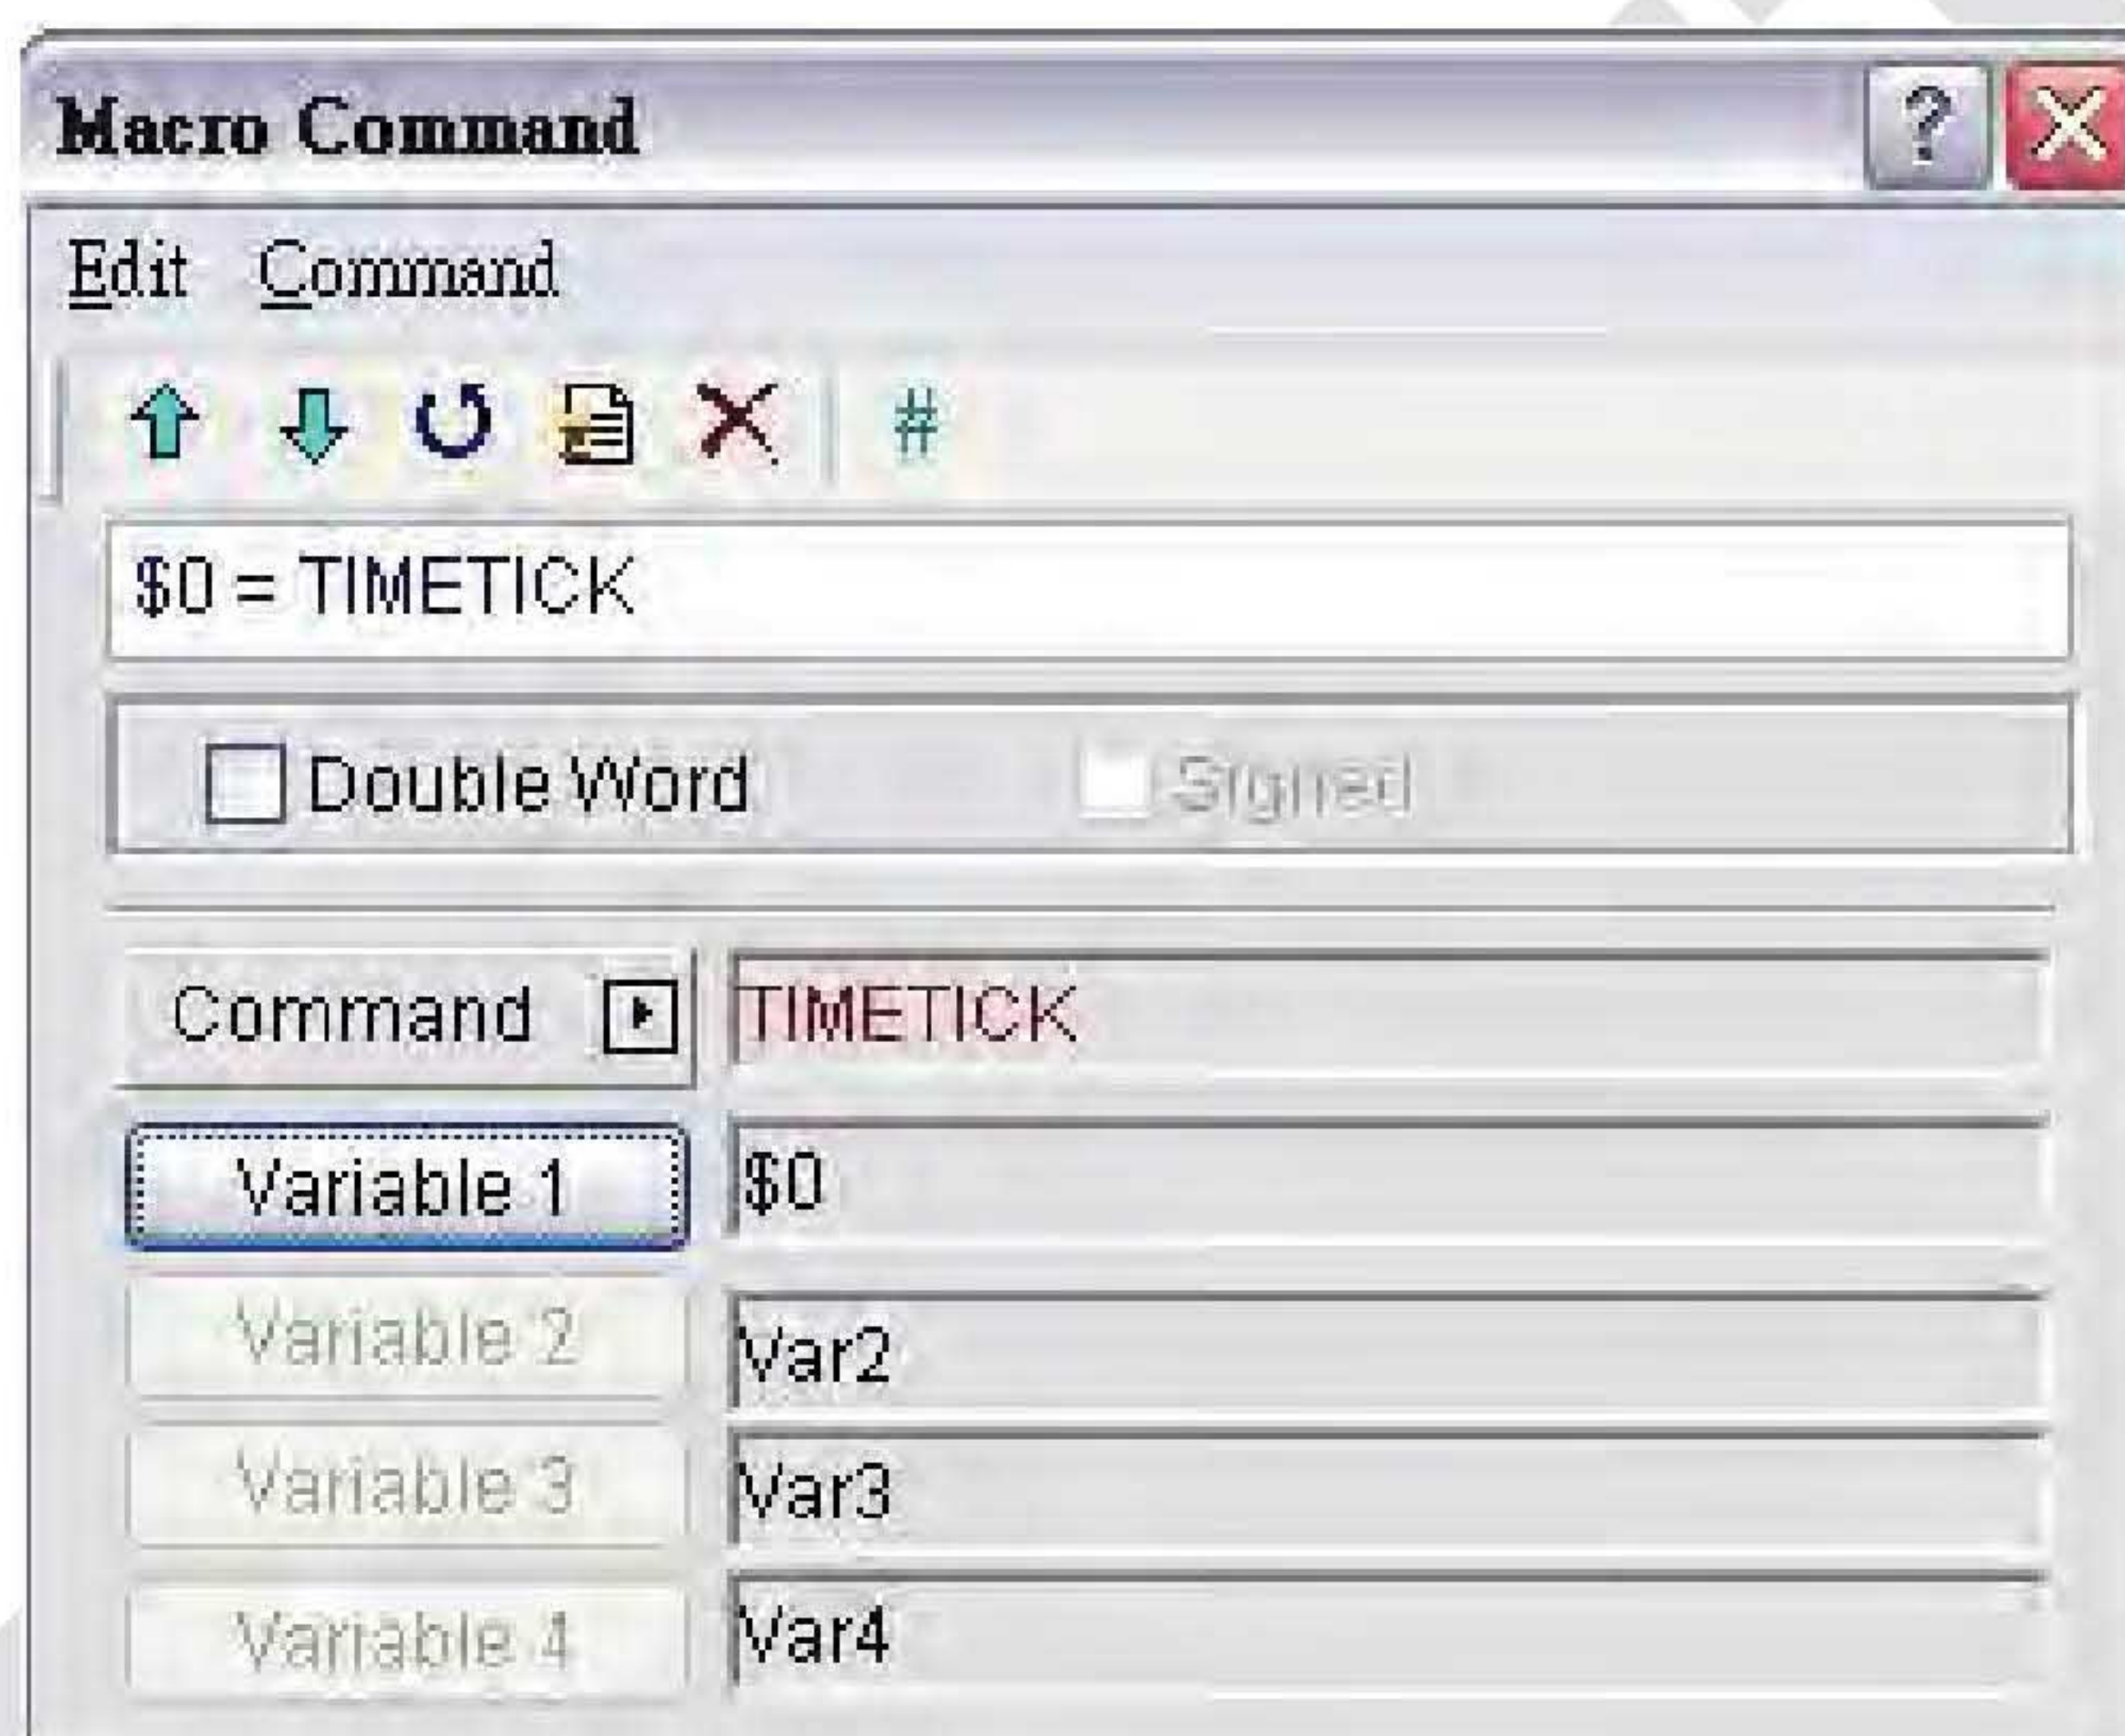 Macro Command
Edit Command
#
$0 = TIMETICK
Double Word Signed
Command TIMETICK
Variable 1 $0
Variable 2 Var2
Variable 3 Var3
Variable 4 Var4